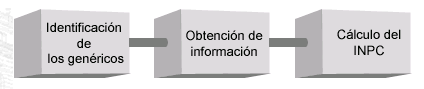 Identificación
de
los genéricos
Obtención de
información
Cálculo del
INPC